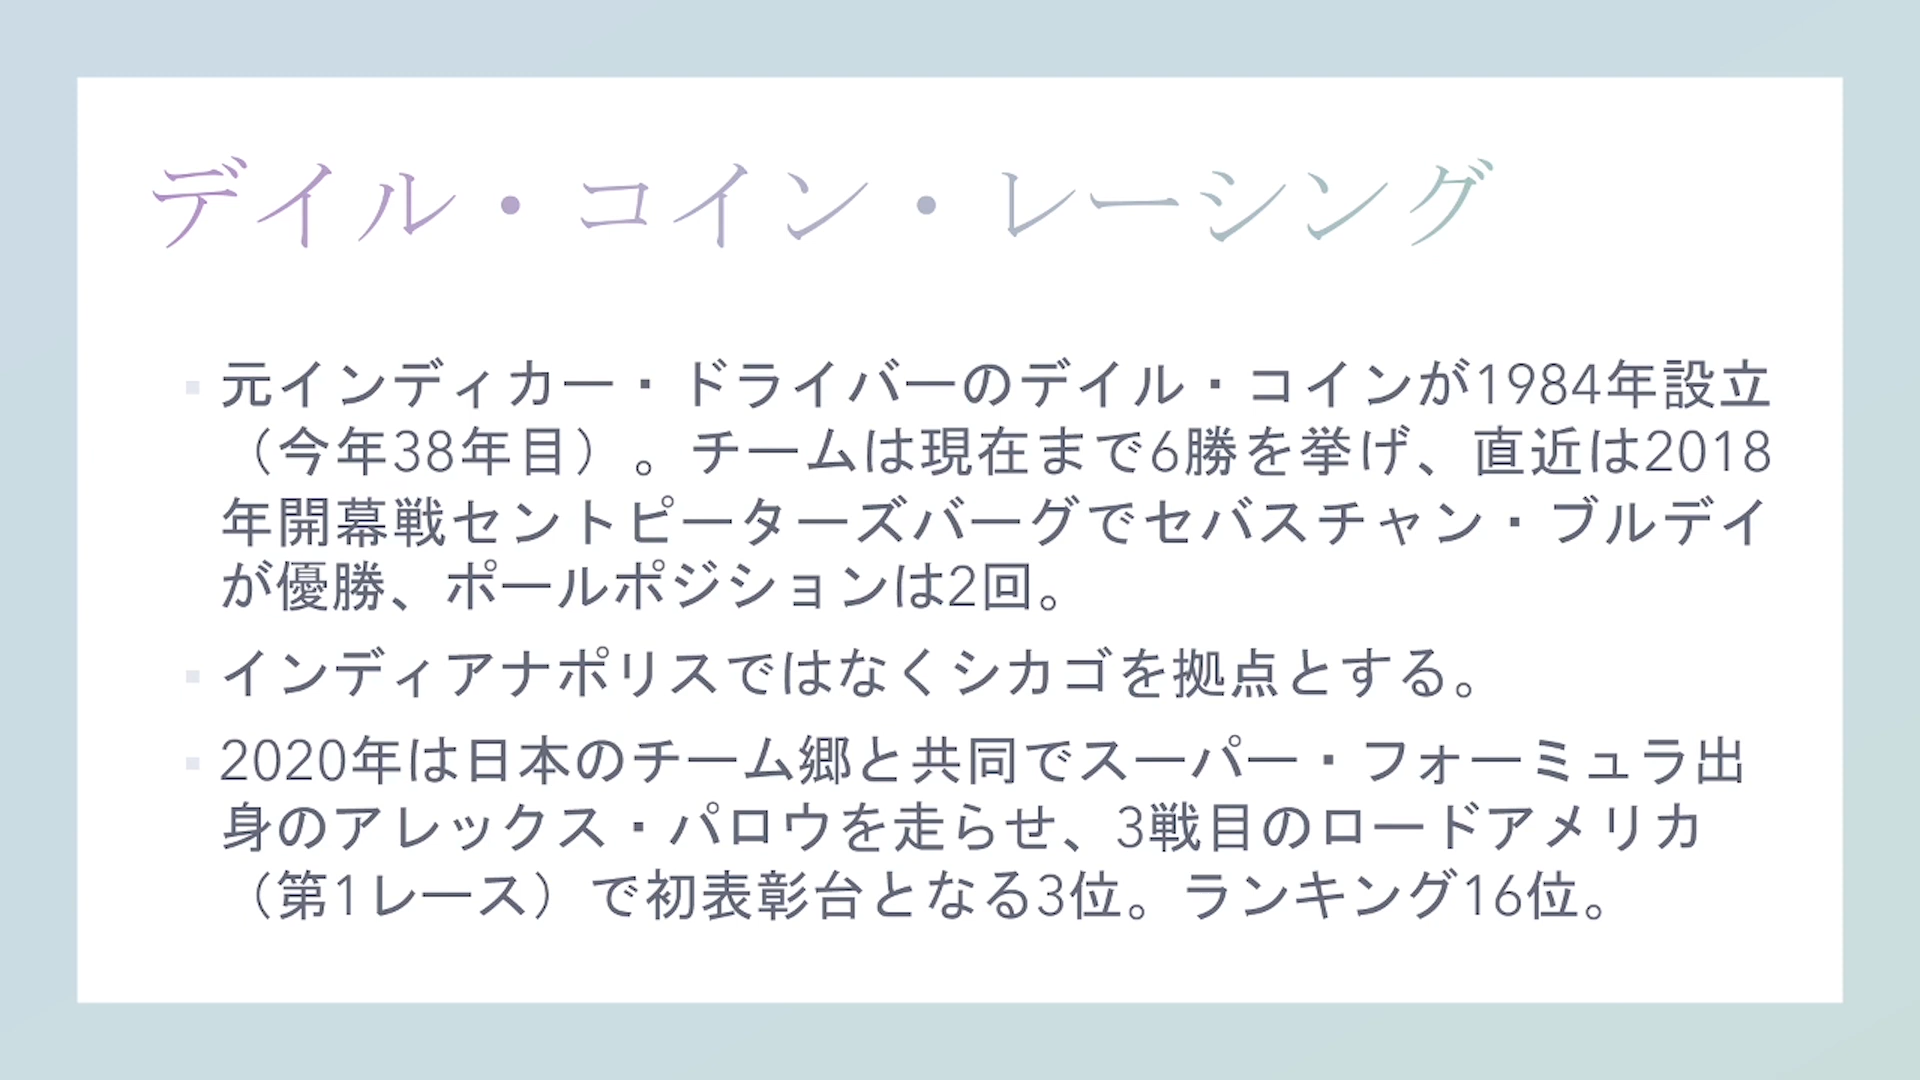 デイル・コイン・レーシング
元インディカー・ドライバーのデイル・コインが1984年設立
（今年38年目）。チームは現在まで6勝を挙げ、直近は2018
年開幕戦セントピーターズバーグでセバスチャン・ブルデイ
が優勝、ポールポジションは2回。
インディアナポリスではなくシカゴを拠点とする。
2020年は日本のチーム郷と共同でスーパー・フォーミュラ出
身のアレックス・パロウを走らせ、3戦目のロードアメリカ
（第1レース）で初表彰台となる3位。ランキング16位。